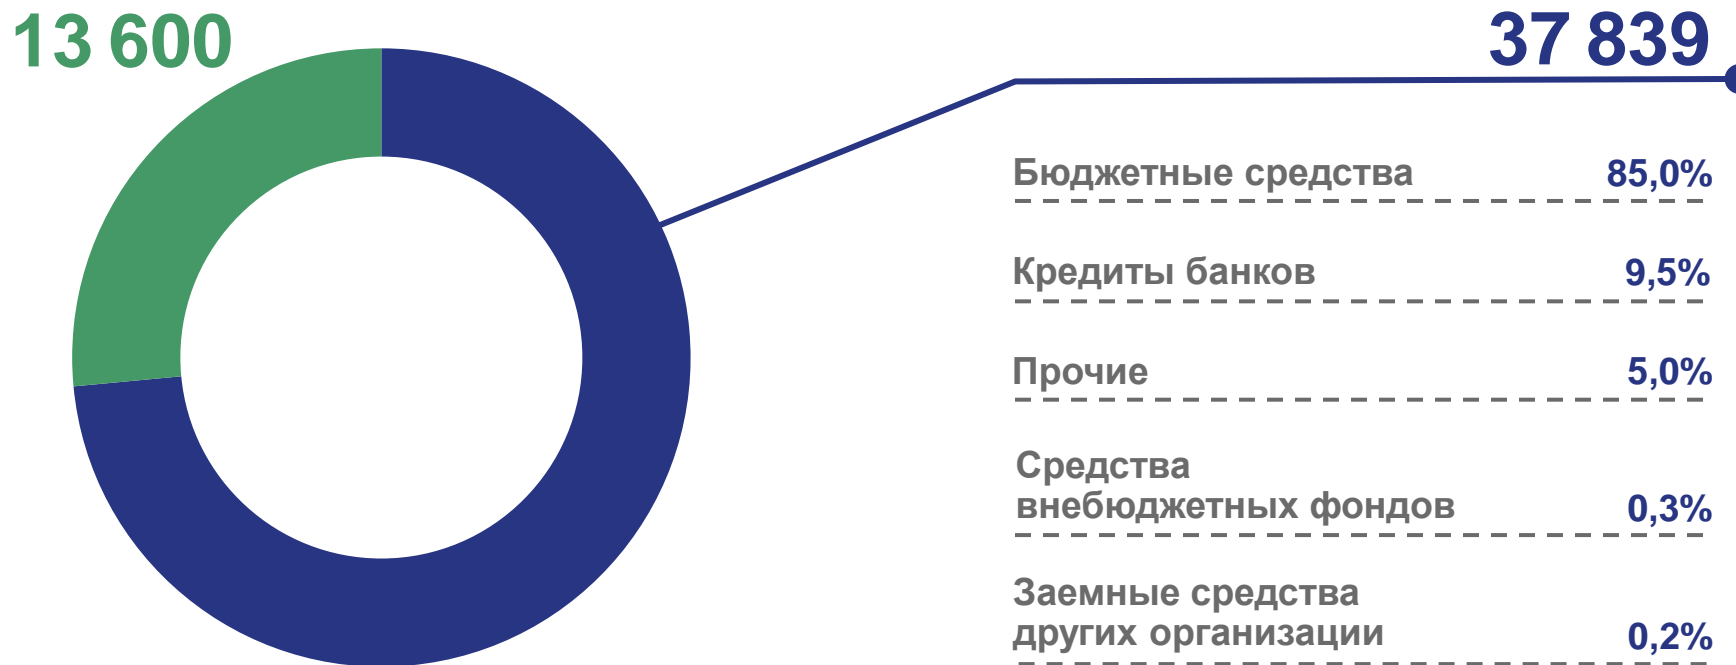 13 600
37 839
Бюджетные средства 85,0%
Кредиты банков 9,5%
Прочие 5,0%
Средства
внебюджетных фондов 0,3%
Заемные средства
других организации 0,2%